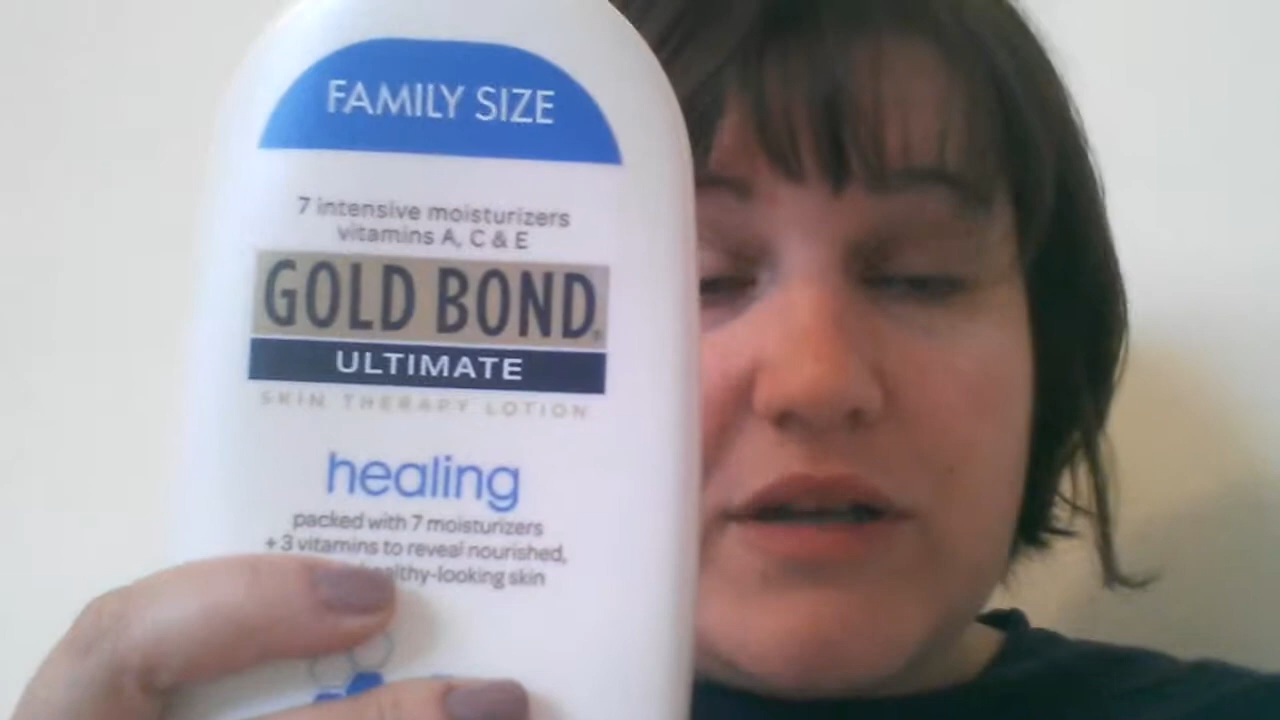 FAMILY SIZE
7 intensive moisturizers
vitamins A, C & E
GOLD BOND
ULTIMATE
SKIN THERAPY LOTION
healing
packed with 7 moisturizers
+ 3 vitamins to reveal nourished,
healthy-looking skin